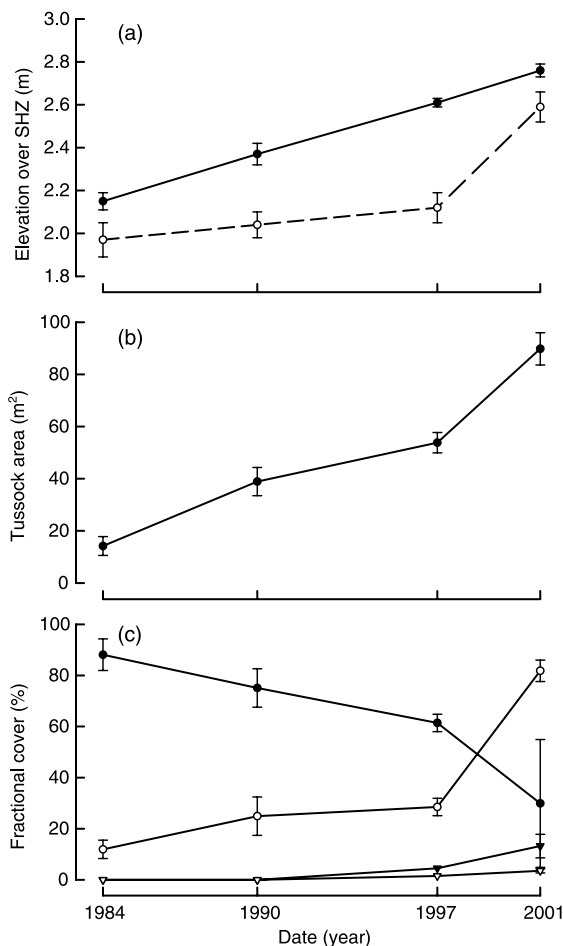 (a)
Elevation over SHZ (m)
3.0
2.8
2.6
2.4
2.2
2.0
1.8
(b)
Tussock area (m²)
100
80
60
40
20
0
(c)
Fractional cover (%)
100
80
60
40
20
0
1984 1990 1997 2001
Date (year)